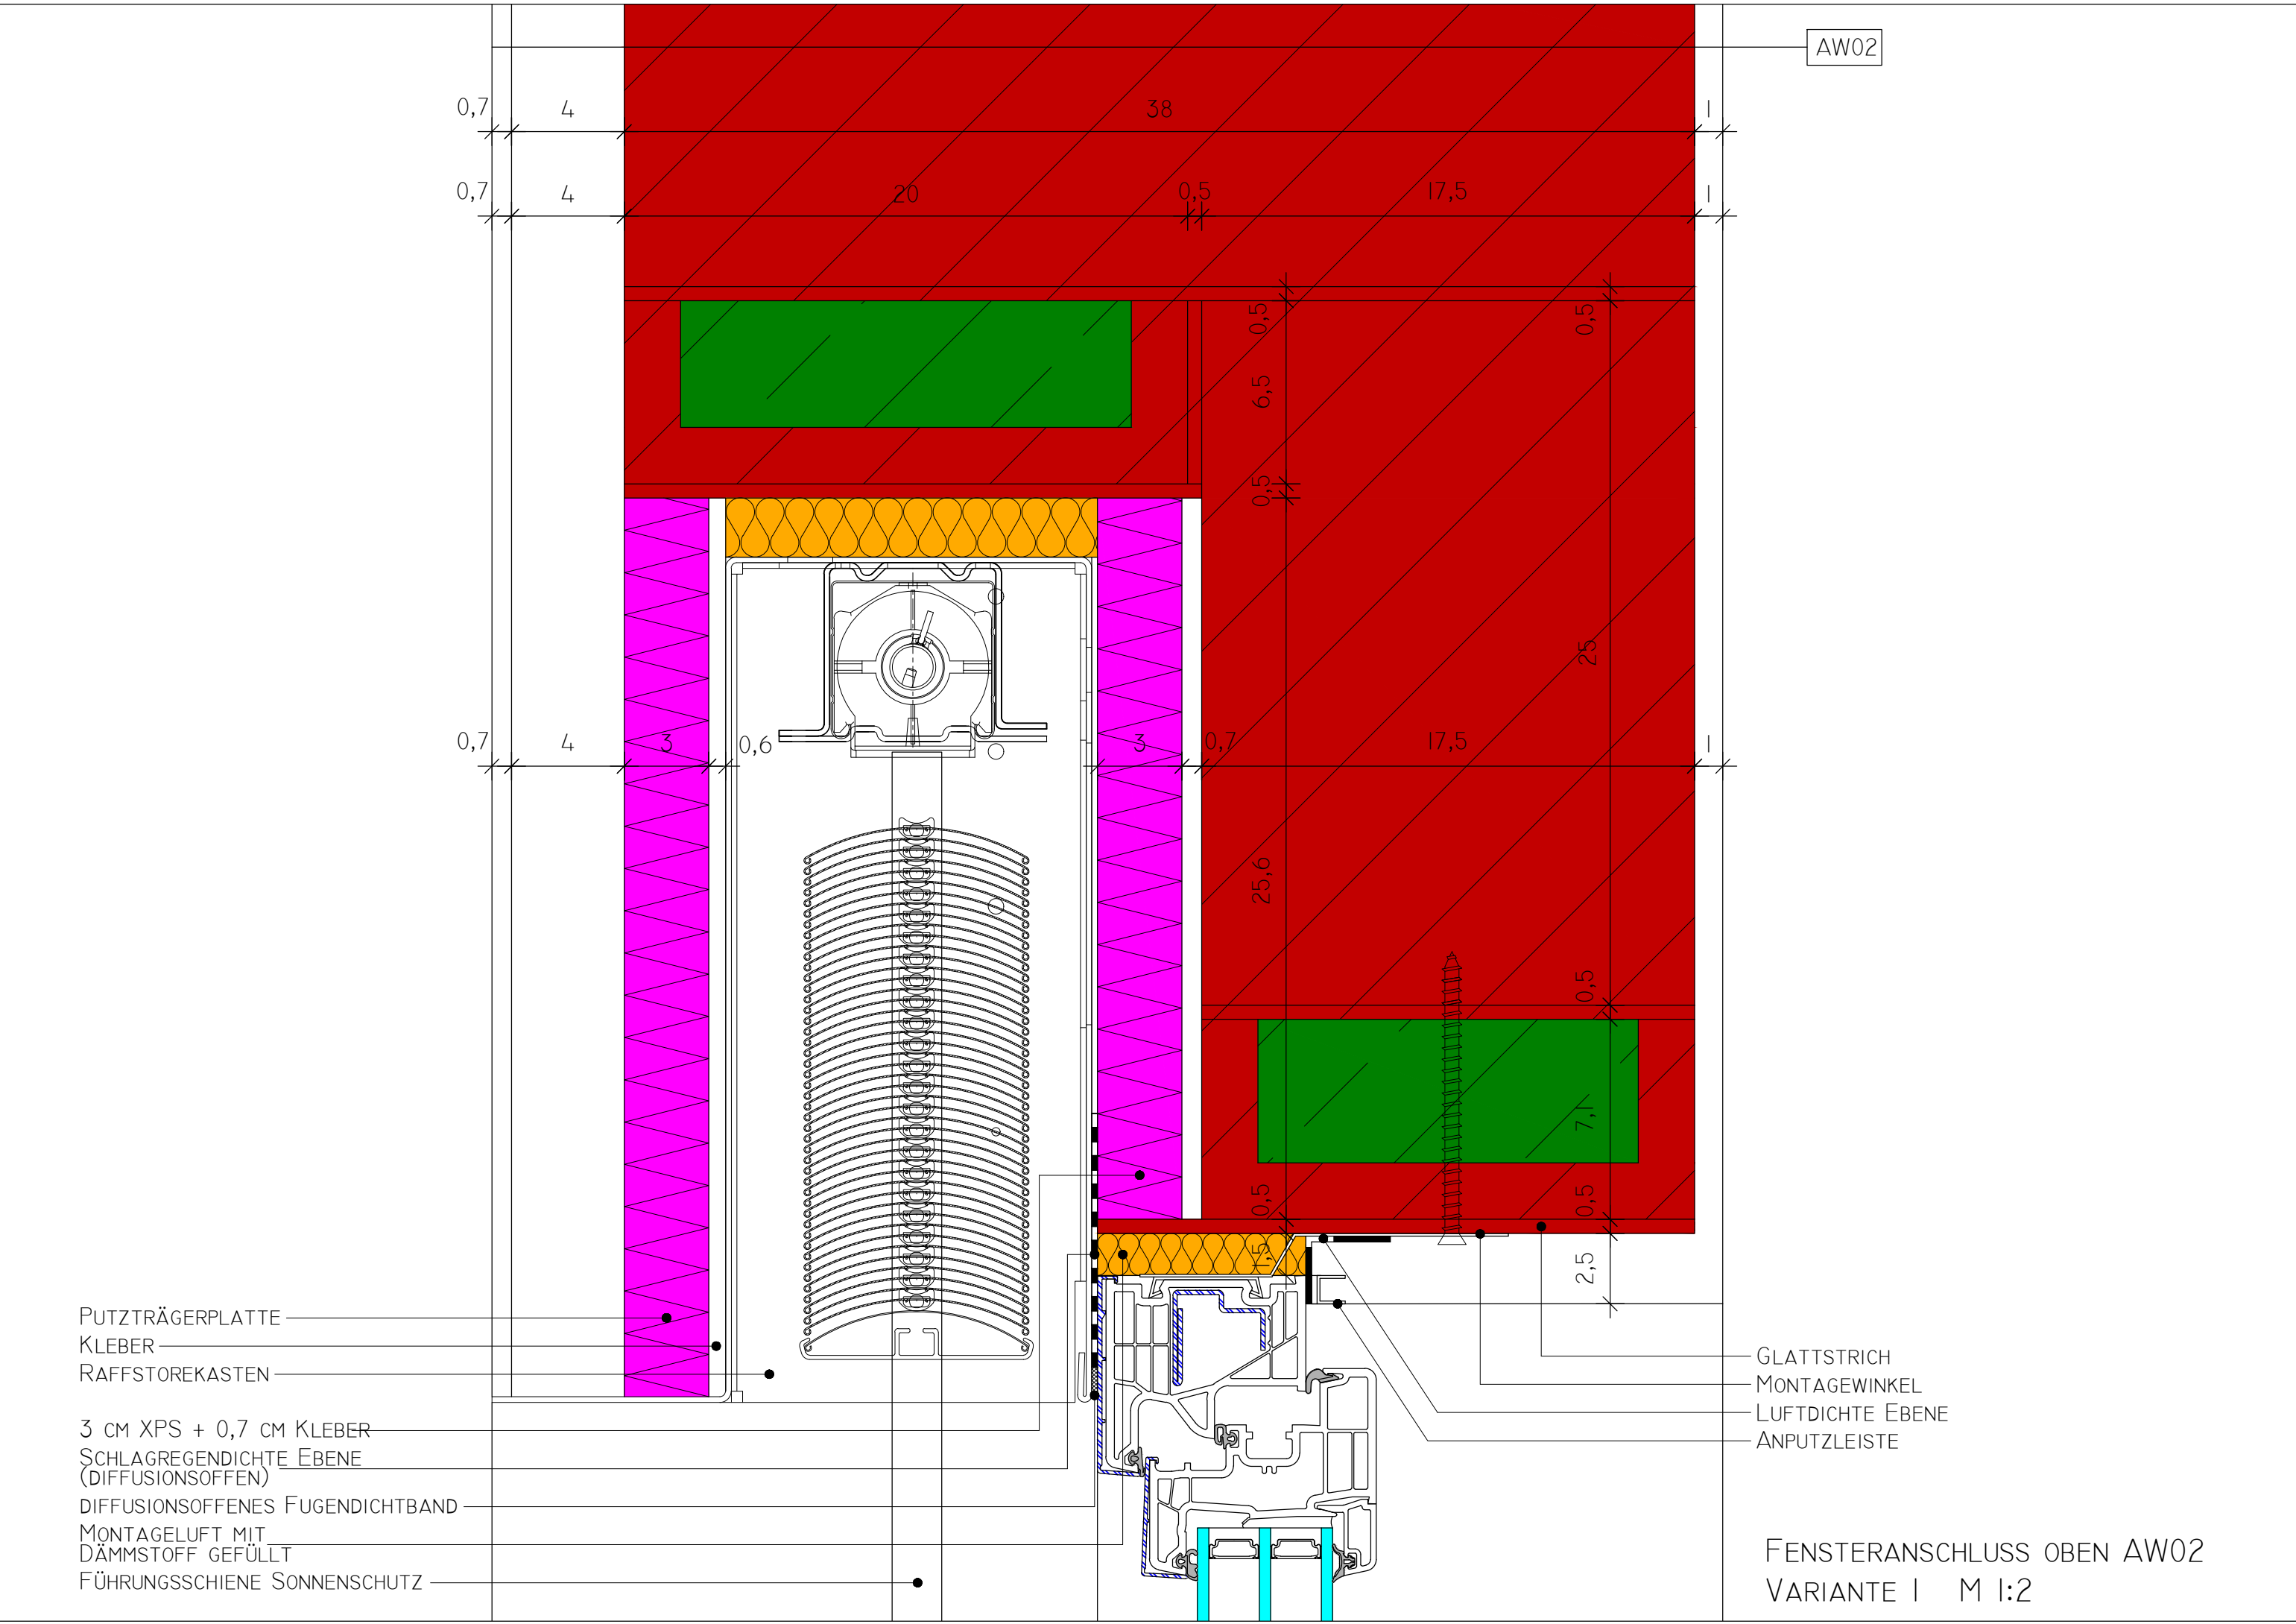 AW02
0,7 4 38 1
0,7 4 20 0,5 17,5 1
0,5 0,5
6,5
0,5
25
0,7 4 3 0,6 3 0,7 17,5 1
25,6
0,5
7,1
0,5 0,5
1,5 2,5
PUTZTRÄGERPLATTE
KLEBER
RAFFSTOREKASTEN
3 CM XPS + 0,7 CM KLEBER
SCHLAGREGENDICHTE EBENE
(DIFFUSIONSOFFEN)
DIFFUSIONSOFFENES FUGENDICHTBAND
MONTAGELUFT MIT
DÄMMSTOFF GEFÜLLT
FÜHRUNGSSCHIENE SONNENSCHUTZ
GLATTSTRICH
MONTAGEWINKEL
LUFTDICHTE EBENE
ANPUTZLEISTE
FENSTERANSCHLUSS OBEN AW02
VARIANTE 1 M 1:2